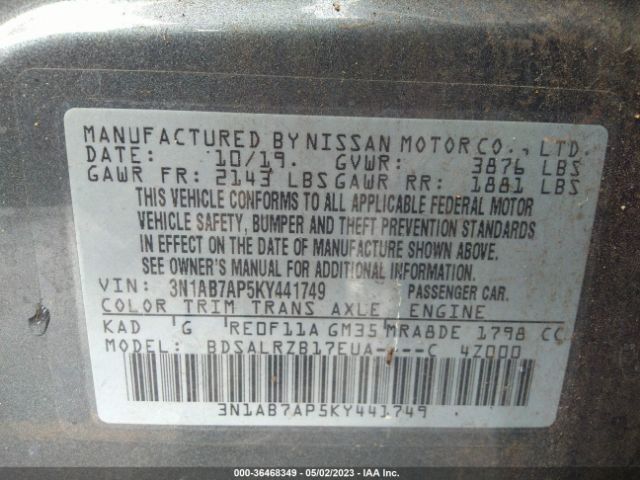 MANUFACTURED BY NISSAN MOTOR CO., LTD.
DATE: 10/19. GVWR: 3876 LBS
GAWR FR: 2143 LBS GAWR RR: 1881 LBS
THIS VEHICLE CONFORMS TO ALL APPLICABLE FEDERAL MOTOR
VEHICLE SAFETY, BUMPER AND THEFT PREVENTION STANDARDS
IN EFFECT ON THE DATE OF MANUFACTURE SHOWN ABOVE.
SEE OWNER'S MANUAL FOR ADDITIONAL INFORMATION.
VIN: 3N1AB7AP5KY441749 PASSENGER CAR.
COLOR TRIM TRANS AXLE ENGINE
KAD G RE0F11A GM35 MRA8DE 1798 CC
MODEL: BDSALRZB17EUA----C 4Z000
3N1AB7AP5KY441749
000-36468349 - 05/02/2023 - IAA Inc.